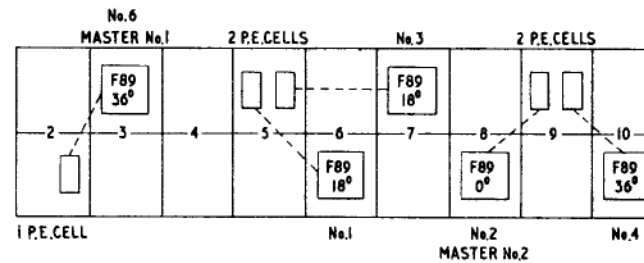 No.6
MASTER No.1
2 P.E.CELLS
No.3
2 P.E.CELLS
F89
36°
F89
18°
2
3
4
5
6
7
8
9
10
F89
18°
F89
0°
F89
36°
1 P.E.CELL
No.1
No.2
MASTER No.2
No.4